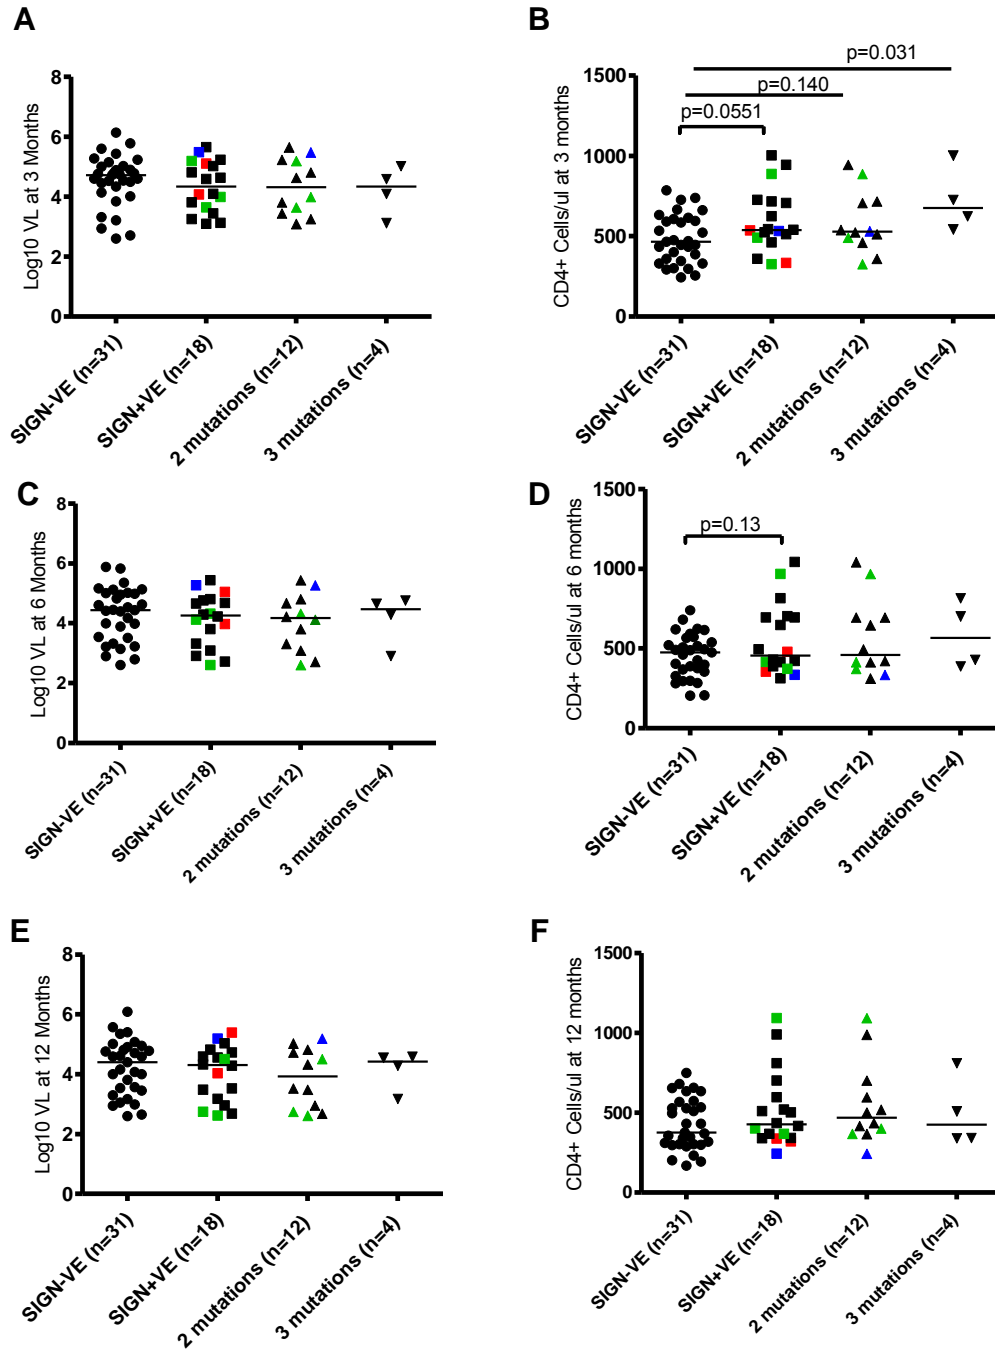 A
Log10 VL at 3 Months
8
6
4
2
0
SIGN-VE (n=31)
SIGN+VE (n=18)
2 mutations (n=12)
3 mutations (n=4)
B
CD4+ Cells/ul at 3 months
1500
1000
500
0
p=0.031
p=0.140
p=0.0551
SIGN-VE (n=31)
SIGN+VE (n=18)
2 mutations (n=12)
3 mutations (n=4)
C
Log10 VL at 6 Months
8
6
4
2
0
SIGN-VE (n=31)
SIGN+VE (n=18)
2 mutations (n=12)
3 mutations (n=4)
D
CD4+ Cells/ul at 6 months
1500
1000
500
0
p=0.13
SIGN-VE (n=31)
SIGN+VE (n=18)
2 mutations (n=12)
3 mutations (n=4)
E
Log10 VL at 12 Months
8
6
4
2
0
SIGN-VE (n=31)
SIGN+VE (n=18)
2 mutations (n=12)
3 mutations (n=4)
F
CD4+ Cells/ul at 12 months
1500
1000
500
0
SIGN-VE (n=31)
SIGN+VE (n=18)
2 mutations (n=12)
3 mutations (n=4)